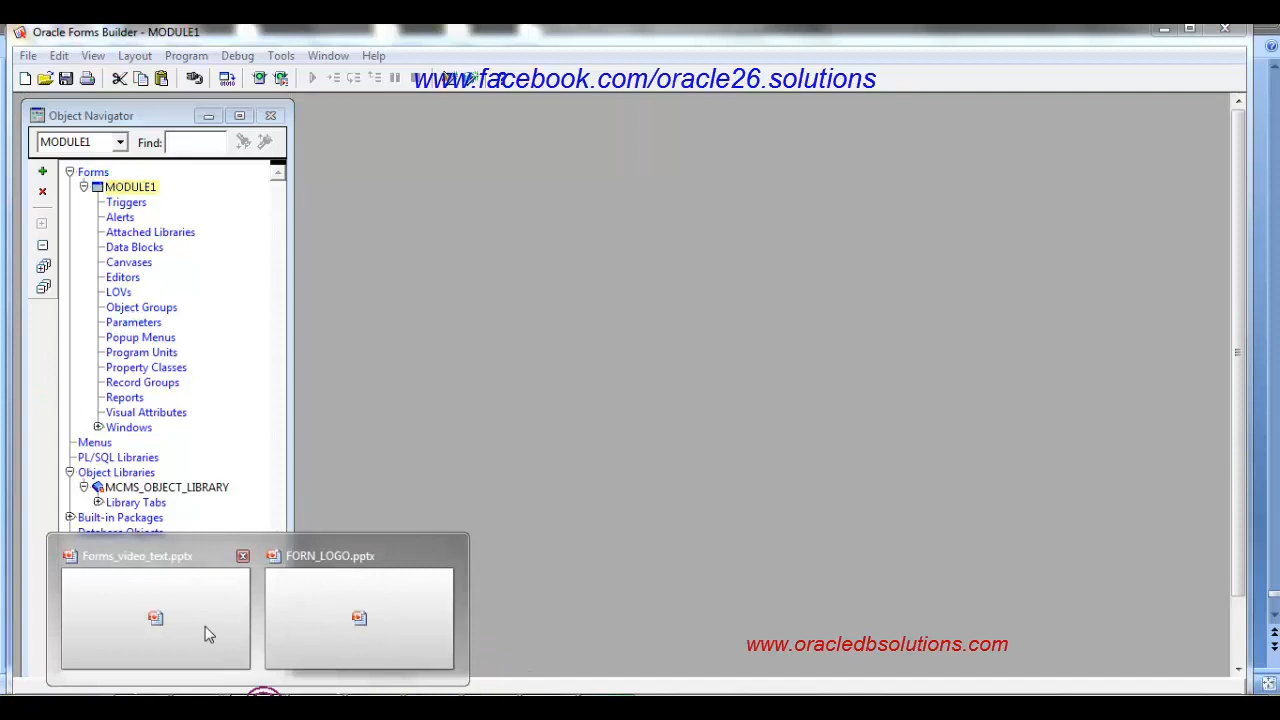 Oracle Forms Builder - MODULE1
File Edit View Layout Program Debug Tools Window Help
www.facebook.com/oracle26.solutions
Object Navigator
MODULE1 Find:
Forms
MODULE1
Triggers
Alerts
Attached Libraries
Data Blocks
Canvases
Editors
LOVs
Object Groups
Parameters
Popup Menus
Program Units
Property Classes
Record Groups
Reports
Visual Attributes
Windows
Menus
PL/SQL Libraries
Object Libraries
MCMS_OBJECT_LIBRARY
Library Tabs
Built-in Packages
Database Objects
Forms_video_text.pptx FORN_LOGO.pptx
www.oracledbsolutions.com